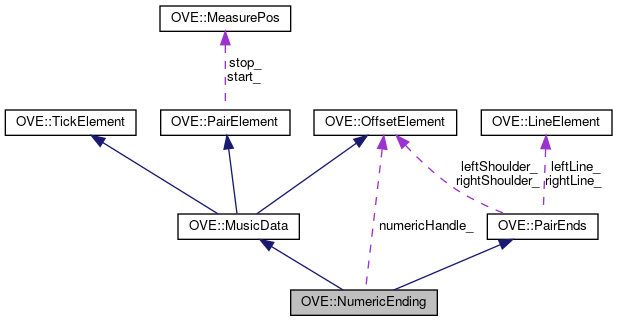 OVE::MeasurePos
stop_
start_
OVE::TickElement
OVE::PairElement
OVE::OffsetElement
OVE::LineElement
leftShoulder_
rightShoulder_
leftLine_
rightLine_
OVE::MusicData
numericHandle_
OVE::PairEnds
OVE::NumericEnding